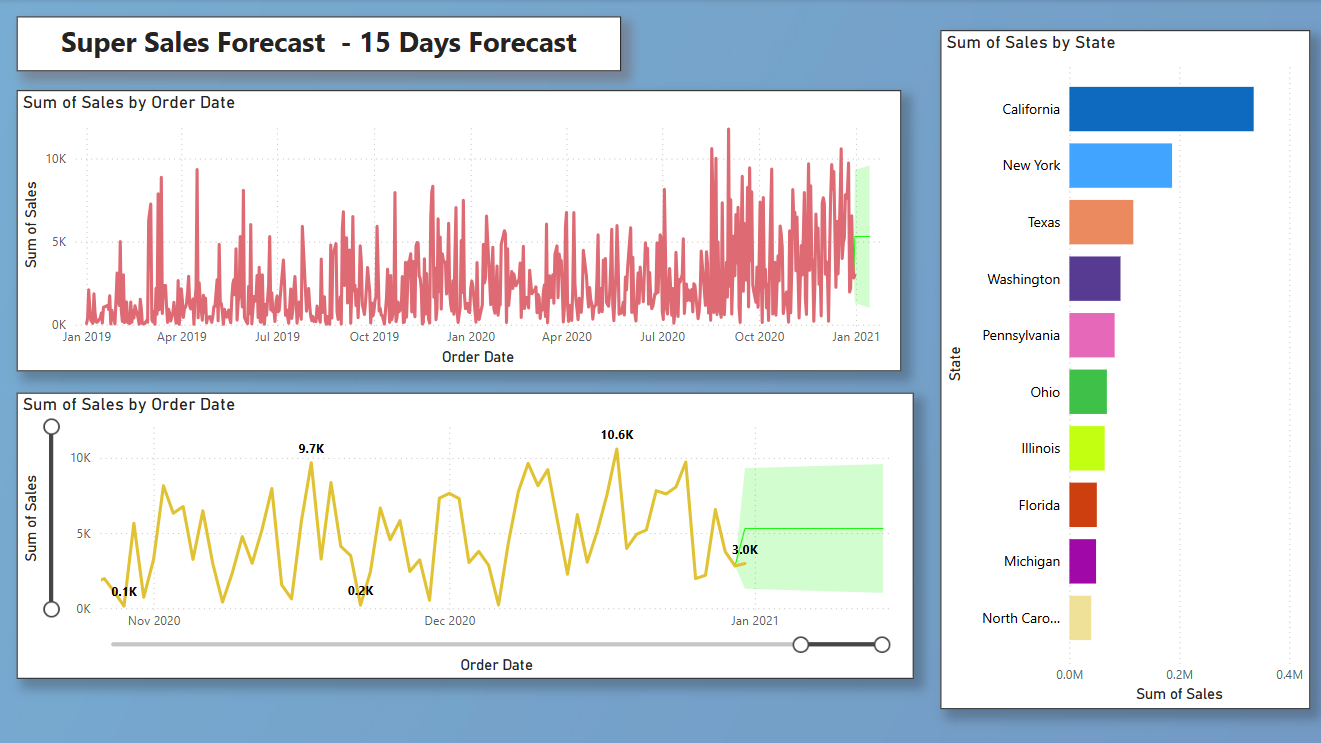 Super Sales Forecast - 15 Days Forecast
Sum of Sales by Order Date
Sum of Sales
10K
5K
0K
Jan 2019 Apr 2019 Jul 2019 Oct 2019 Jan 2020 Apr 2020 Jul 2020 Oct 2020 Jan 2021
Order Date
Sum of Sales by Order Date
Sum of Sales
10K
5K
0K
9.7K
10.6K
3.0K
0.1K
0.2K
Nov 2020 Dec 2020 Jan 2021
Order Date
Sum of Sales by State
State
California
New York
Texas
Washington
Pennsylvania
Ohio
Illinois
Florida
Michigan
North Caro...
0.0M 0.2M 0.4M
Sum of Sales